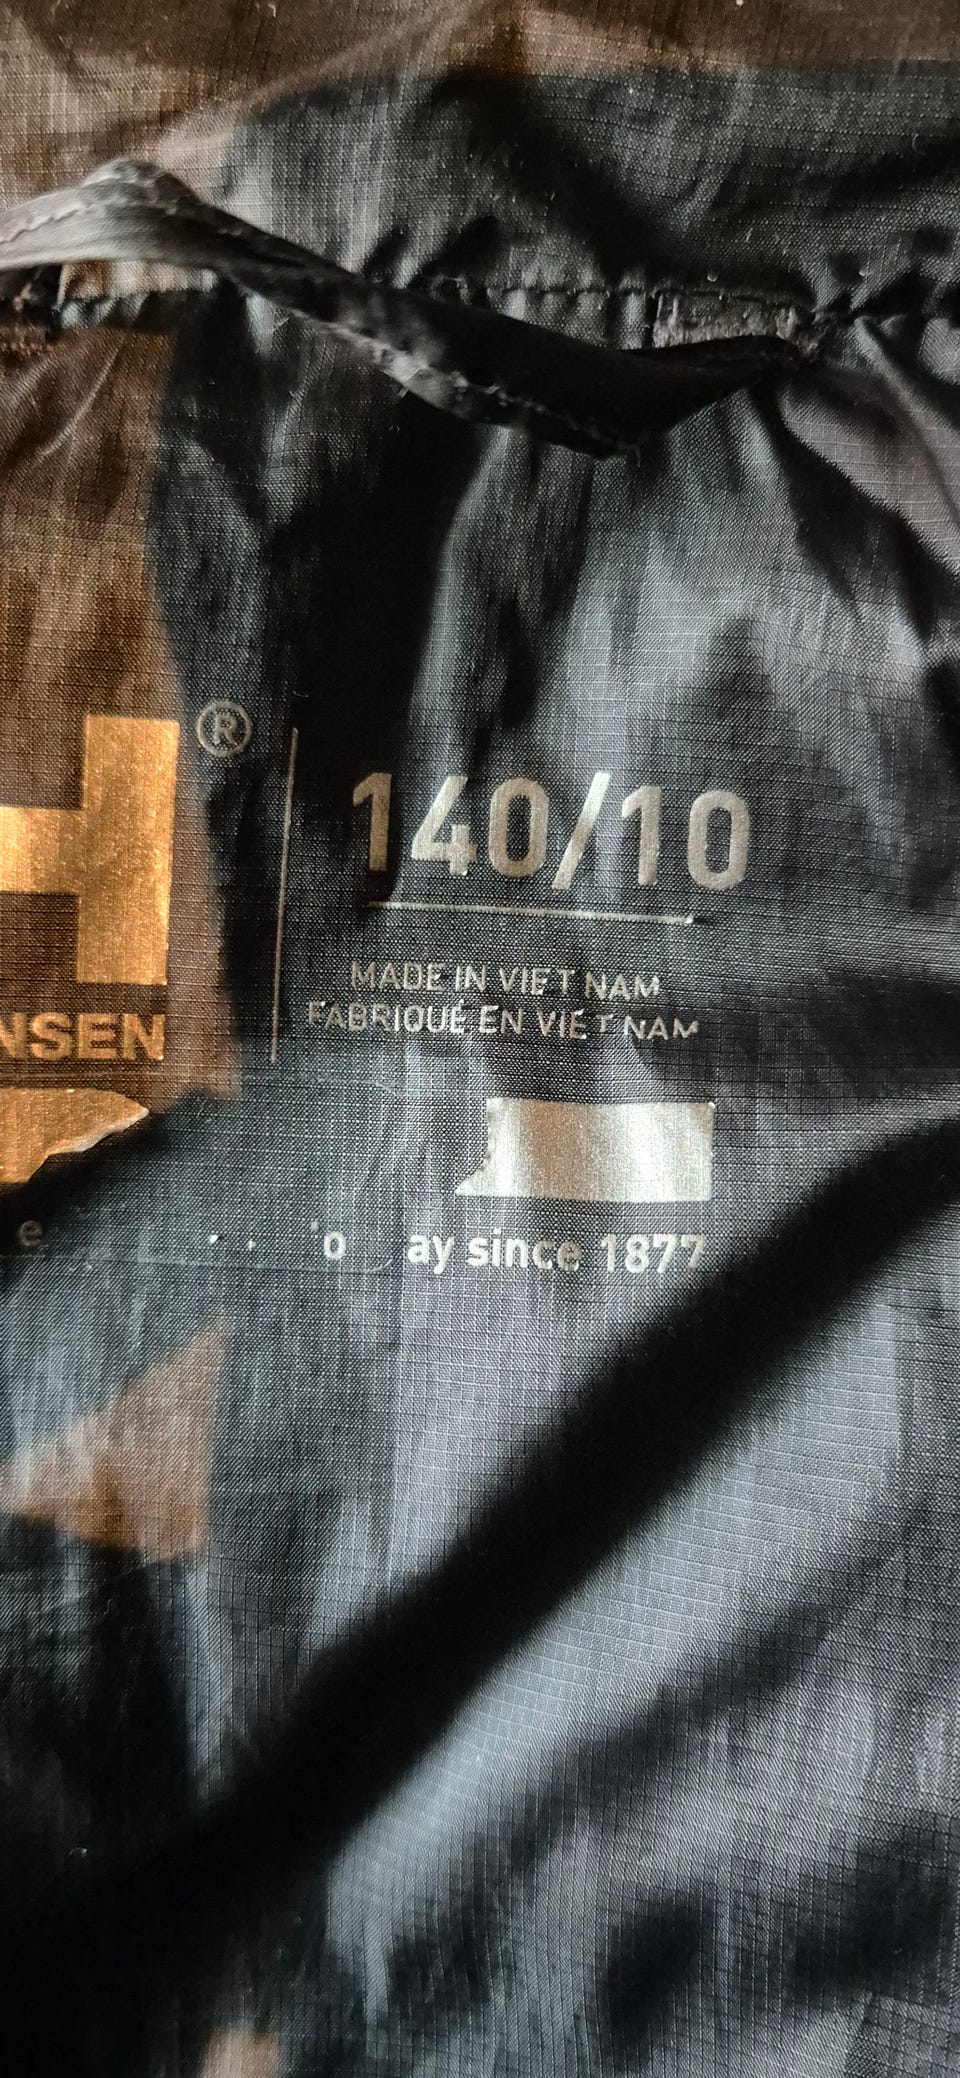 H®
NSEN
140/10
MADE IN VIET NAM
FABRIQUÉ EN VIET NAM
ay since 1877